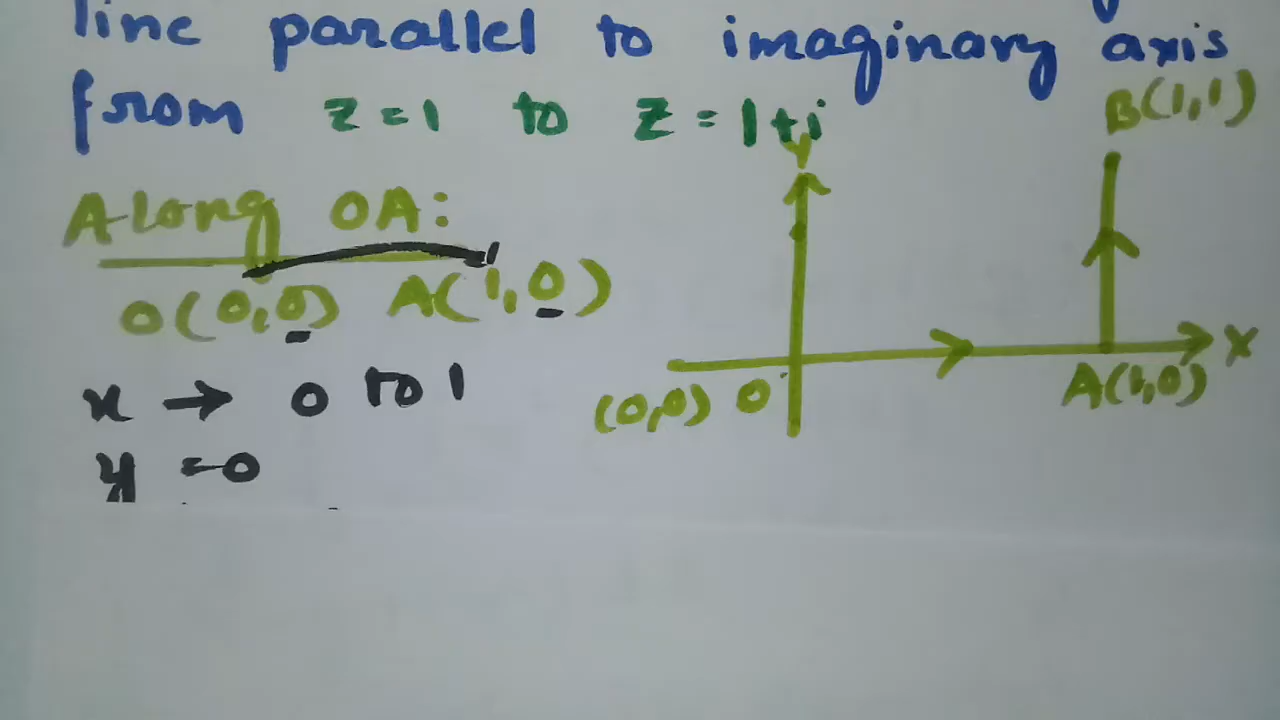 line parallel to imaginary axis
from z=1 to z=1+i
Along OA:
O(0,0) A(1,0)
x → 0 to 1
y =0
Y
B(1,1)
X
(0,0) O
A(1,0)